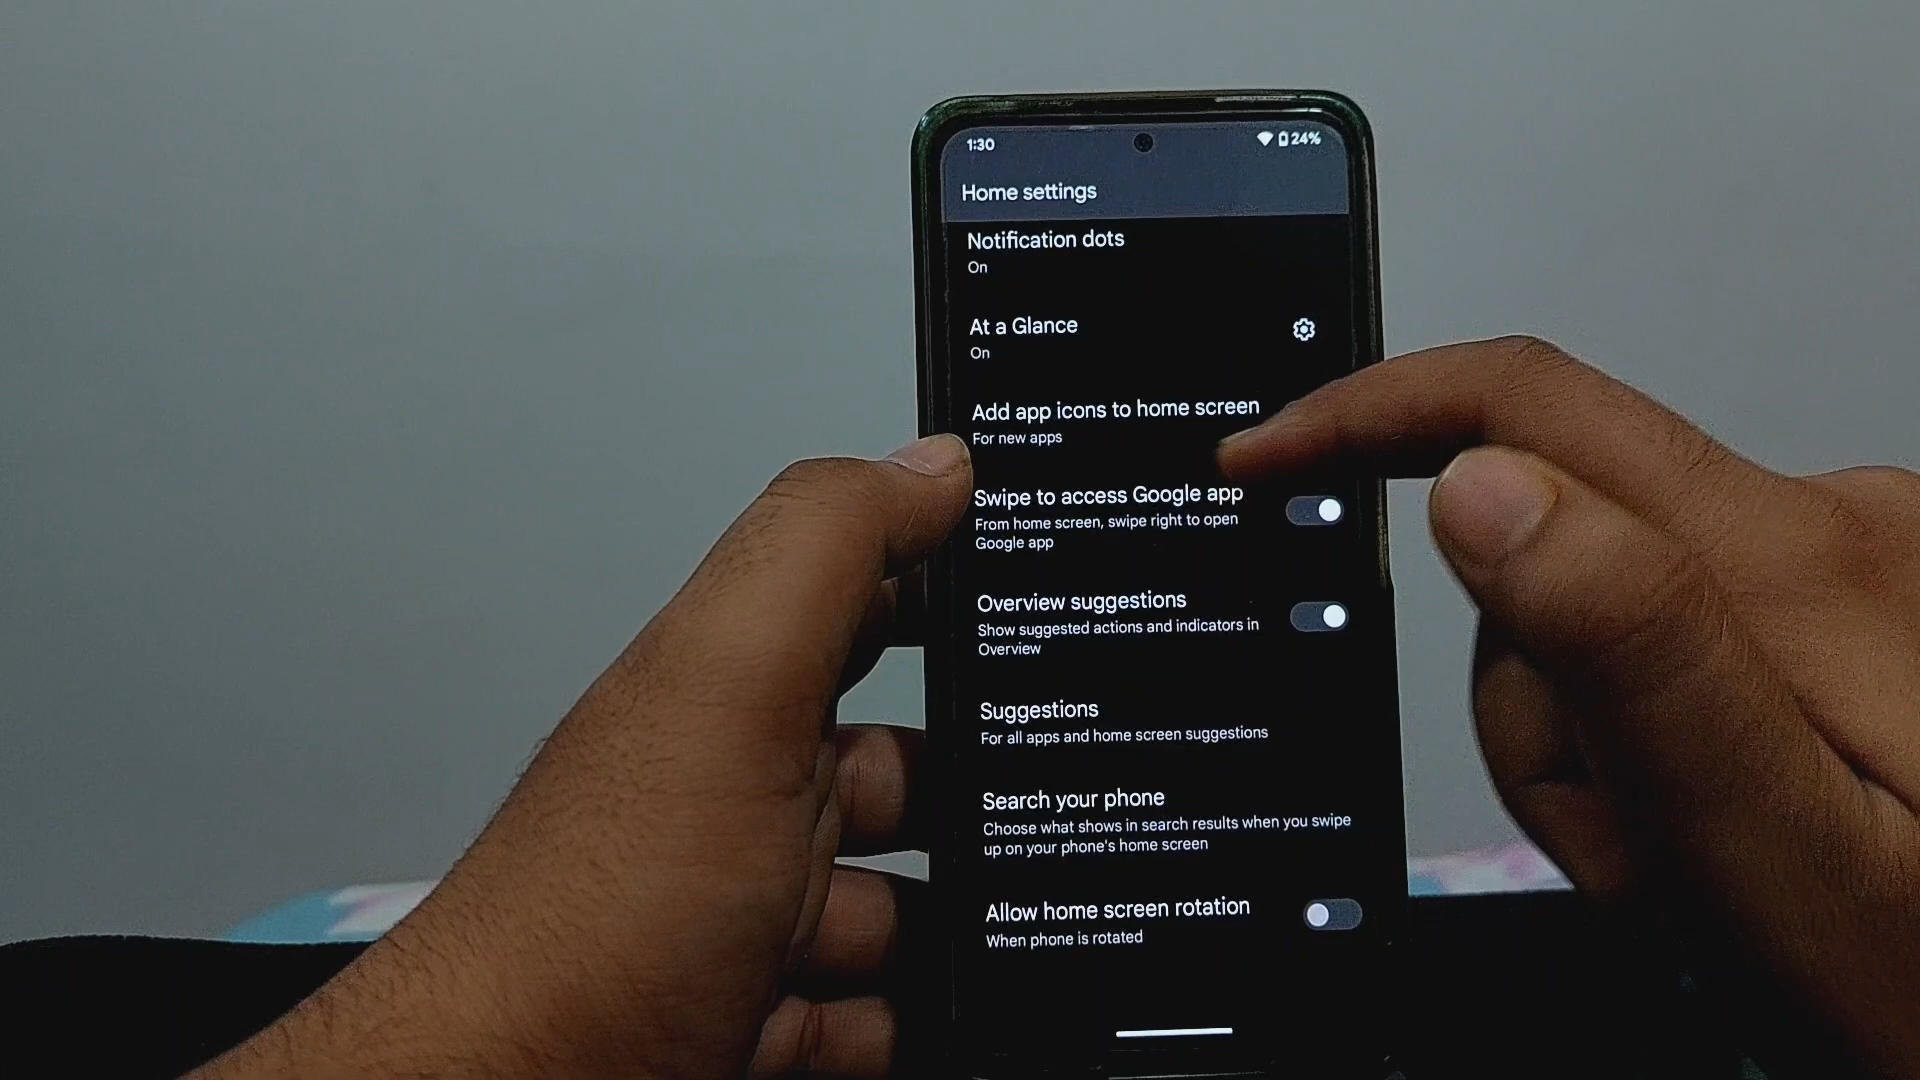 1:30
24%
Home settings
Notification dots
On
At a Glance
On
Add app icons to home screen
For new apps
Swipe to access Google app
From home screen, swipe right to open
Google app
Overview suggestions
Show suggested actions and indicators in
Overview
Suggestions
For all apps and home screen suggestions
Search your phone
Choose what shows in search results when you swipe
up on your phone's home screen
Allow home screen rotation
When phone is rotated